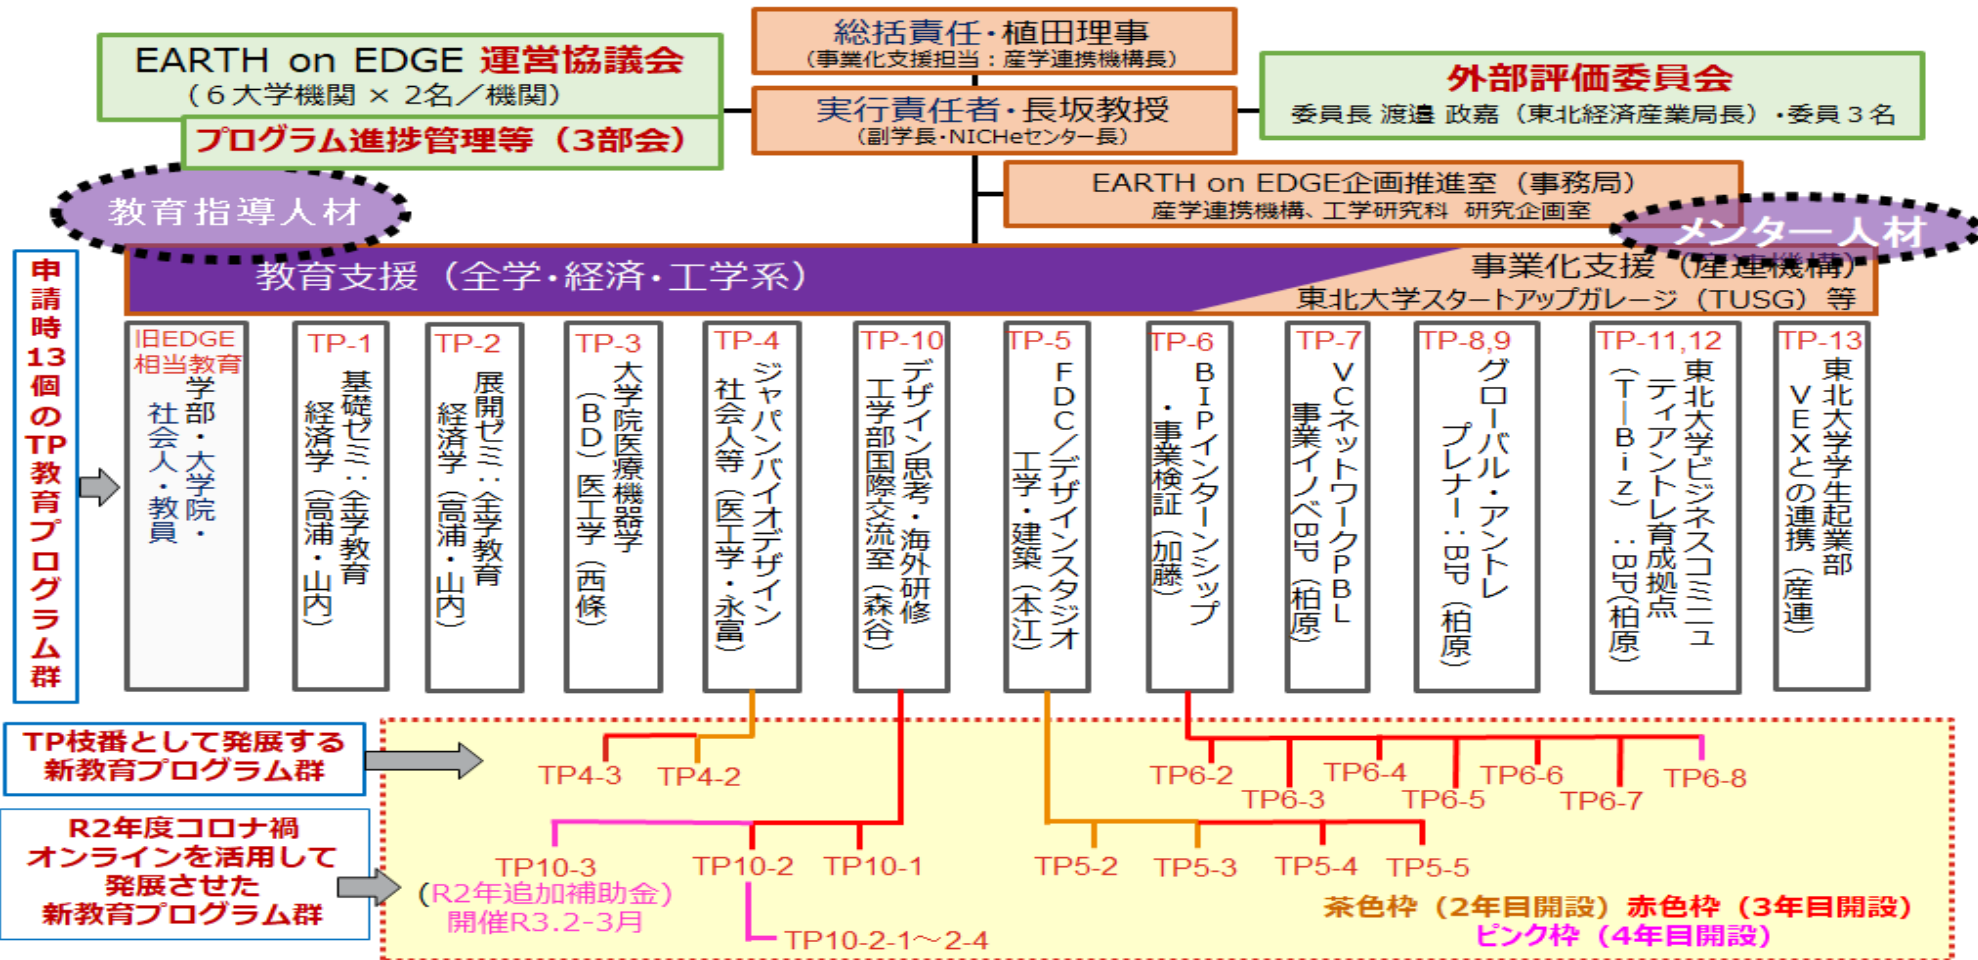 総括責任・植田理事
(事業化支援担当：産学連携機構長)
EARTH on EDGE 運営協議会
（６大学機関 × 2名／機関）
プログラム進捗管理等（3部会）
実行責任者・長坂教授
(副学長・NICHeセンター長)
外部評価委員会
委員長 渡邉 政嘉（東北経済産業局長）・委員３名
EARTH on EDGE企画推進室（事務局）
産学連携機構、工学研究科 研究企画室
教育指導人材
メンター人材
教育支援（全学・経済・工学系）
事業化支援（産連機構）
東北大学スタートアップガレージ（TUSG）等
申請時13個のTP教育プログラム群
旧EDGE
相当教育
学部・大学院・
社会人・教員
TP-1
基礎ゼミ：全学教育
経済学（高浦・山内）
TP-2
展開ゼミ：全学教育
経済学（高浦・山内）
TP-3
大学院医療機器学
（BD）医工学（西條）
TP-4
ジャパンバイオデザイン
社会人等（医工学・永富）
TP-10
デザイン思考・海外研修
工学部国際交流室（森谷）
TP-5
FDC／デザインスタジオ
工学・建築（本江）
TP-6
BIPインターンシップ
・事業検証（加藤）
TP-7
VCネットワークPBL
事業イノベBP（柏原）
TP-8,9
グローバル・アントレ
プレナー：BP（柏原）
TP-11,12
東北大学ビジネスコミニュ
ティアントレ育成拠点
（T－Biz）：BP(柏原）
TP-13
東北大学学生起業部
VEXとの連携（産連）
TP枝番として発展する
新教育プログラム群
TP4-3
TP4-2
TP6-2
TP6-3
TP6-4
TP6-5
TP6-6
TP6-7
TP6-8
R2年度コロナ禍
オンラインを活用して
発展させた
新教育プログラム群
TP10-3
TP10-2
TP10-1
TP5-2
TP5-3
TP5-4
TP5-5
(R2年追加補助金)
開催R3.2-3月
TP10-2-1～2-4
茶色枠（2年目開設）赤色枠（3年目開設）
ピンク枠（4年目開設）